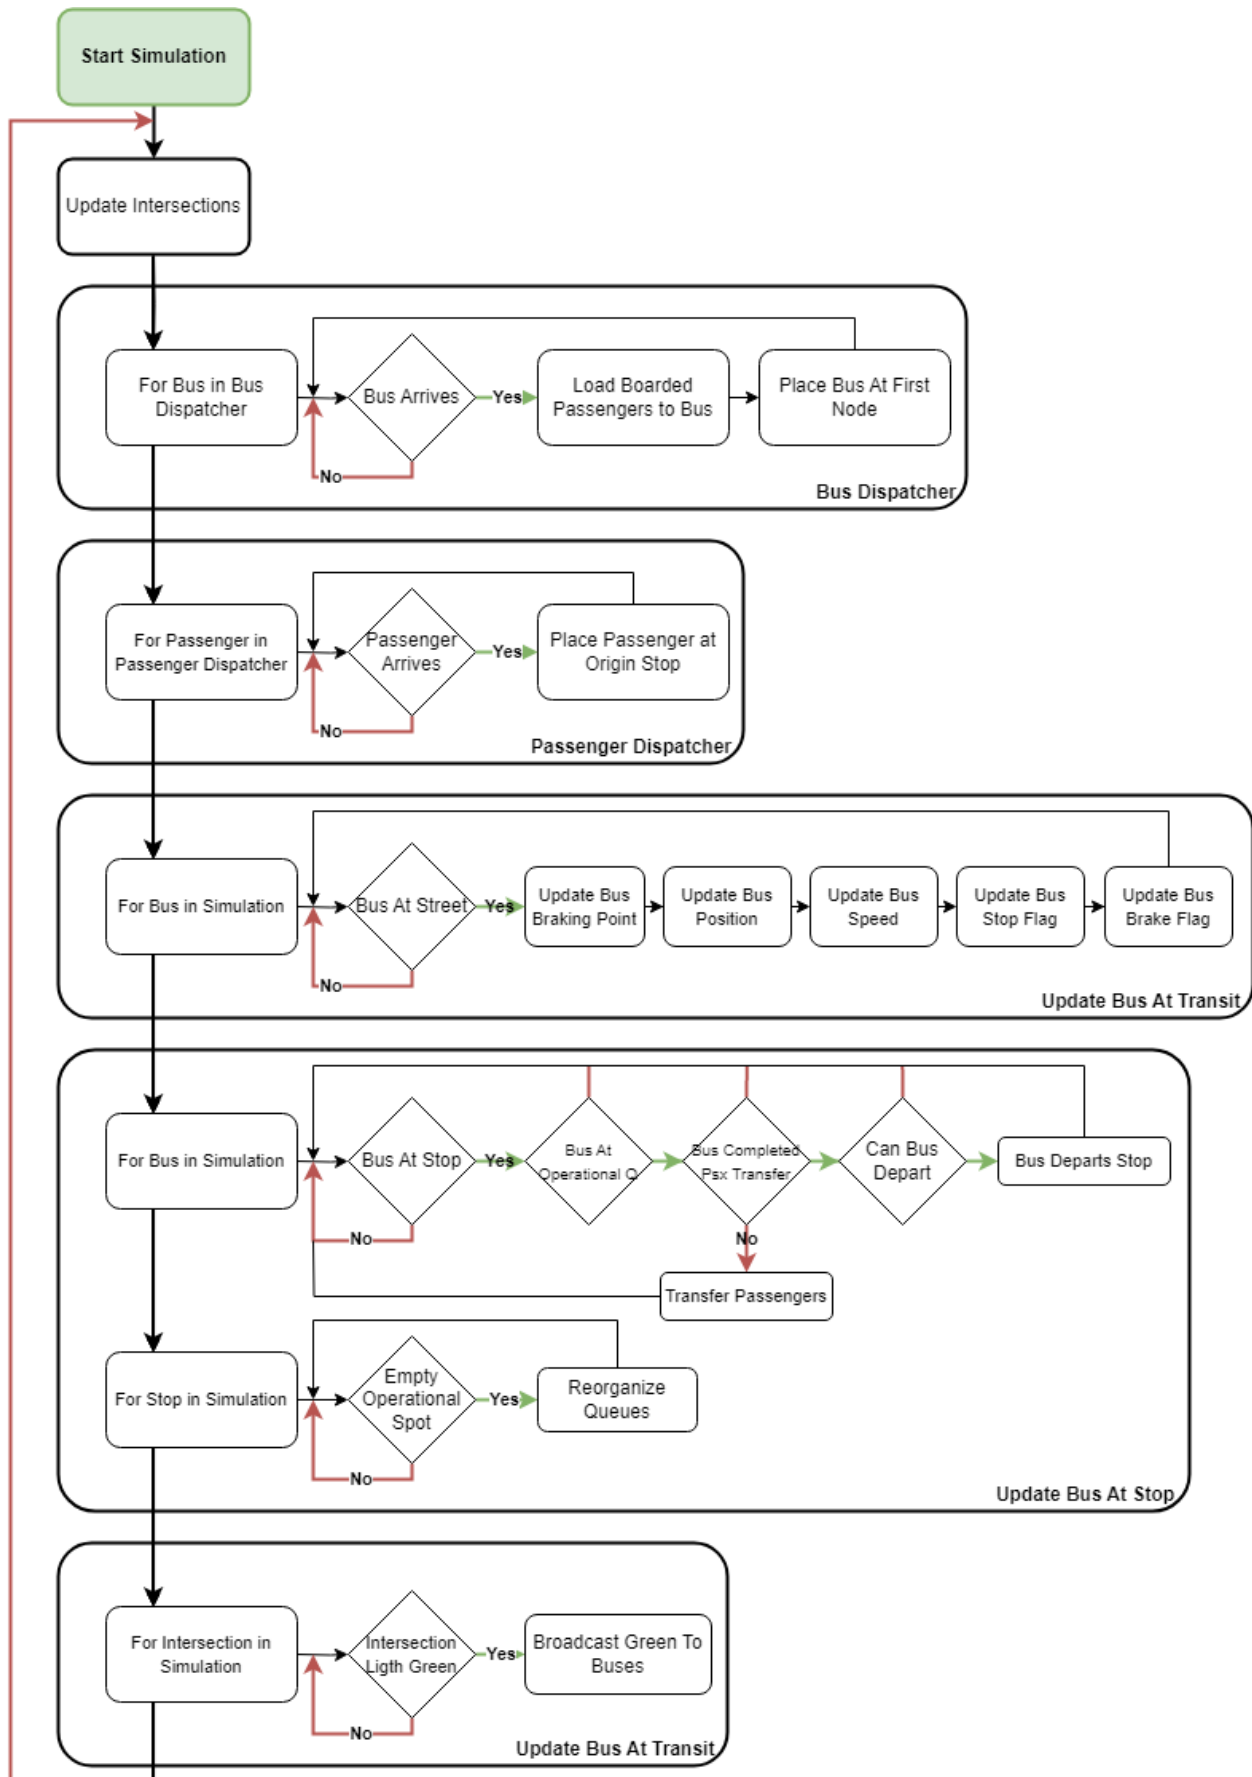 Start Simulation
Update Intersections
For Bus in Bus
Dispatcher
Bus Arrives
Yes
Load Boarded
Passengers to Bus
Place Bus At First
Node
No
Bus Dispatcher
For Passenger in
Passenger Dispatcher
Passenger
Arrives
Yes
Place Passenger at
Origin Stop
No
Passenger Dispatcher
For Bus in Simulation
Bus At Street
Yes
Update Bus
Braking Point
Update Bus
Position
Update Bus
Speed
Update Bus
Stop Flag
Update Bus
Brake Flag
No
Update Bus At Transit
For Bus in Simulation
Bus At Stop
Yes
Bus At
Operational Q
Bus Completed
Psx Transfer
Can Bus
Depart
Bus Departs Stop
No
No
Transfer Passengers
For Stop in Simulation
Empty
Operational
Spot
Yes
Reorganize
Queues
No
Update Bus At Stop
For Intersection in
Simulation
Intersection
Ligth Green
Yes
Broadcast Green To
Buses
No
Update Bus At Transit